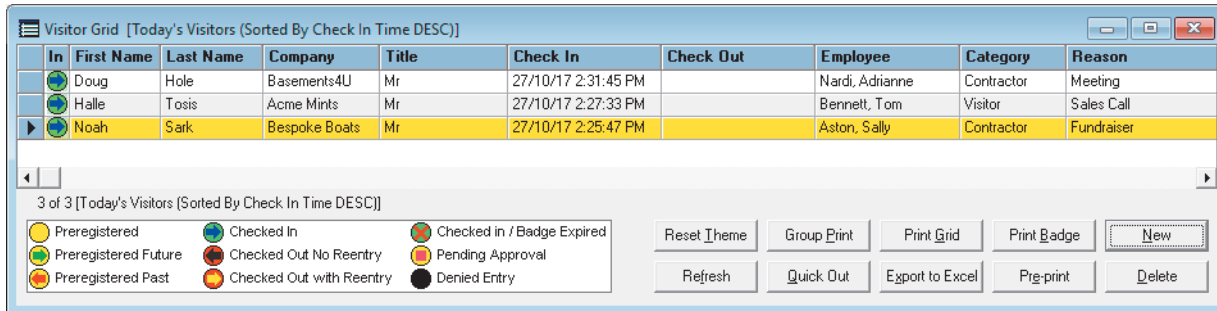 Visitor Grid [Today's Visitors (Sorted By Check In Time DESC)]
In First Name Last Name Company Title Check In Check Out Employee Category Reason
Doug Hole Basements4U Mr 27/10/17 2:31:45 PM Nardi, Adrianne Contractor Meeting
Halle Tosis Acme Mints Mr 27/10/17 2:27:33 PM Bennett, Tom Visitor Sales Call
Noah Sark Bespoke Boats Mr 27/10/17 2:25:47 PM Aston, Sally Contractor Fundraiser
3 of 3 [Today's Visitors (Sorted By Check In Time DESC)]
Preregistered Checked In Checked in / Badge Expired Reset Theme Group Print Print Grid Print Badge New
Preregistered Future Checked Out No Reentry Pending Approval
Preregistered Past Checked Out with Reentry Denied Entry Refresh Quick Out Export to Excel Pre-print Delete